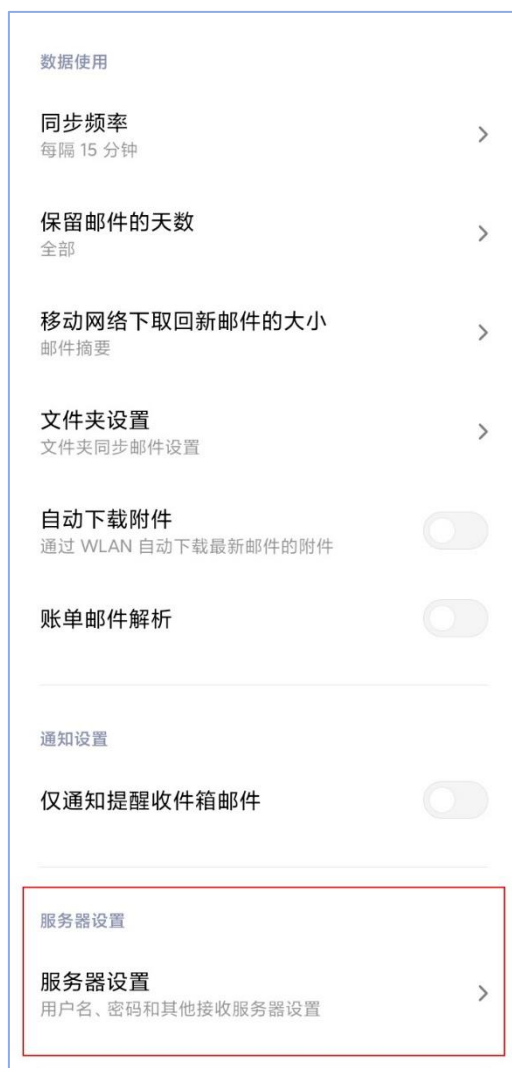 数据使用
同步频率
每隔 15 分钟
保留邮件的天数
全部
移动网络下取回新邮件的大小
邮件摘要
文件夹设置
文件夹同步邮件设置
自动下载附件
通过 WLAN 自动下载最新邮件的附件
账单邮件解析
通知设置
仅通知提醒收件箱邮件
服务器设置
服务器设置
用户名、密码和其他接收服务器设置